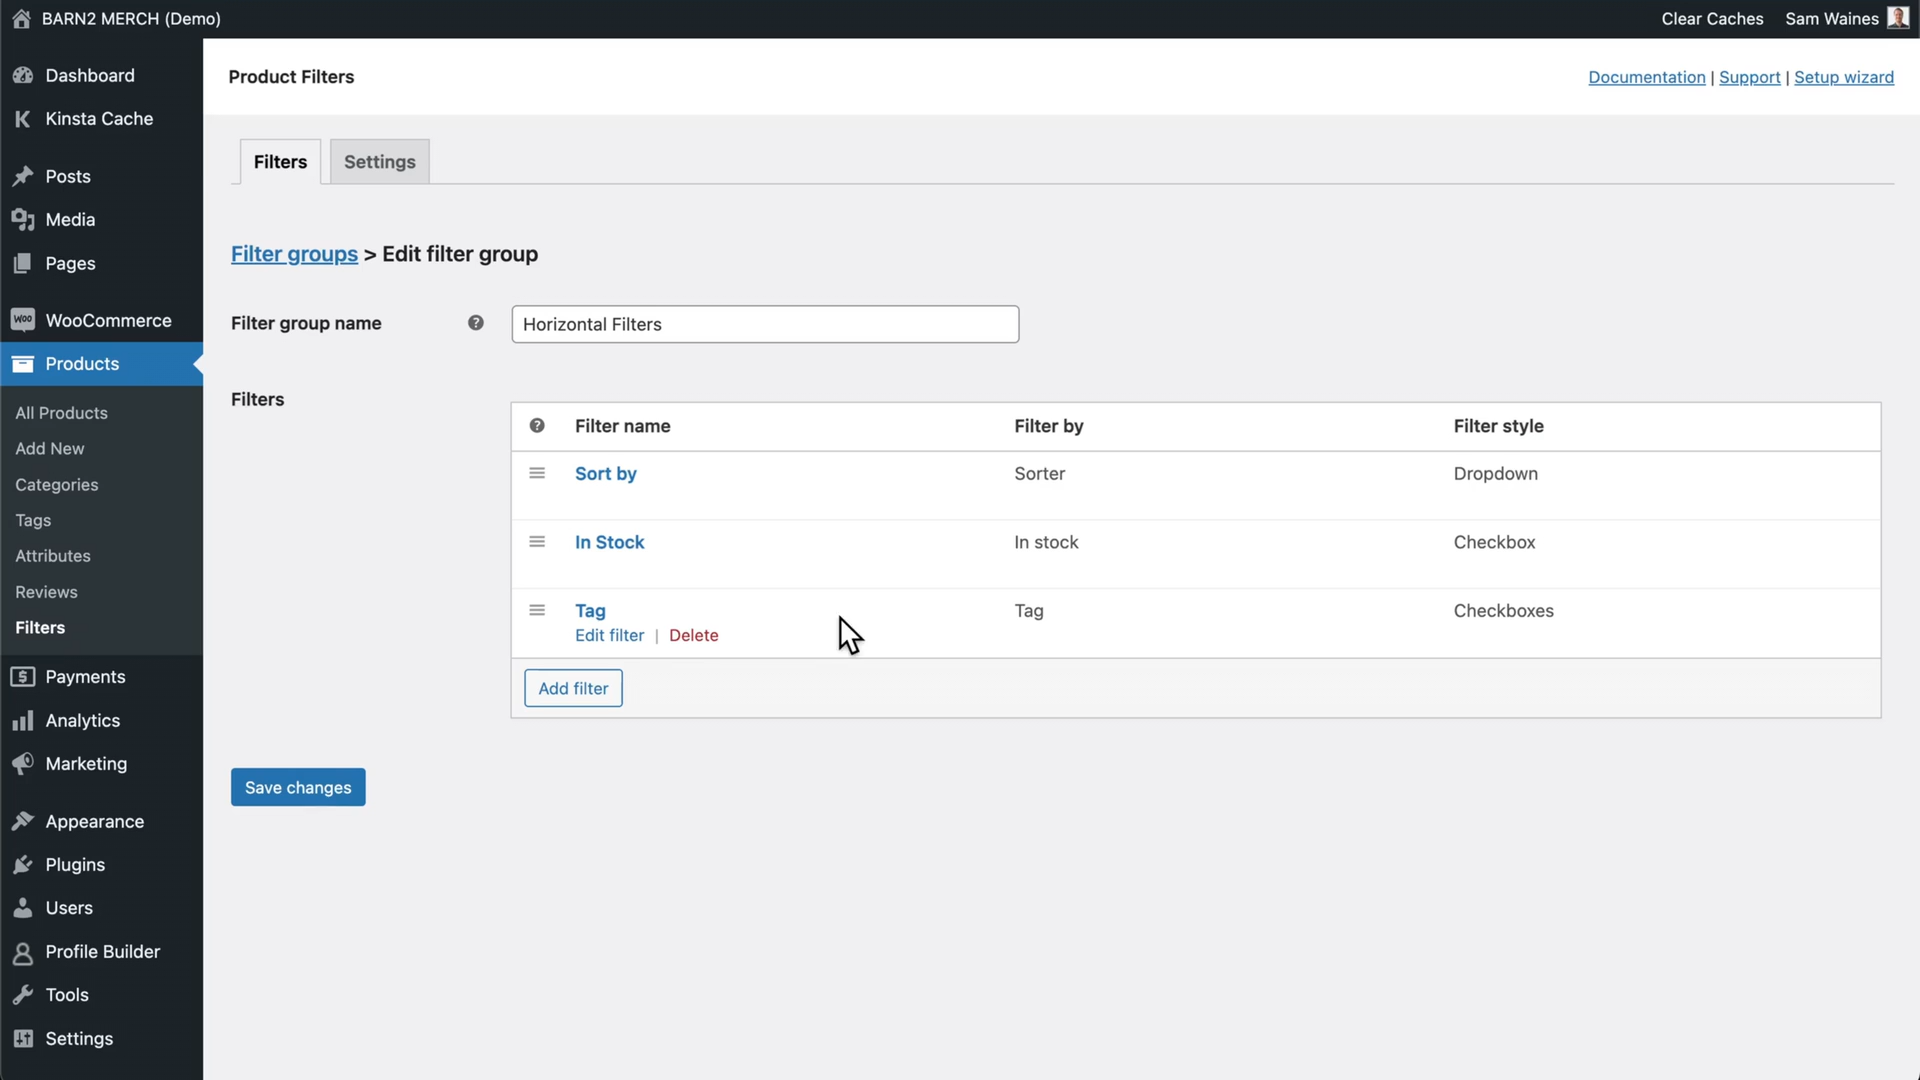 BARN2 MERCH (Demo)
Clear Caches
Sam Waines
Dashboard
Kinsta Cache
Posts
Media
Pages
WooCommerce
Products
All Products
Add New
Categories
Tags
Attributes
Reviews
Filters
Payments
Analytics
Marketing
Appearance
Plugins
Users
Profile Builder
Tools
Settings
Product Filters
Documentation | Support | Setup wizard
Filters Settings
Filter groups > Edit filter group
Filter group name ? Horizontal Filters
Filters
? Filter name Filter by Filter style
Sort by Sorter Dropdown
In Stock In stock Checkbox
Tag Tag Checkboxes
Edit filter | Delete
Add filter
Save changes